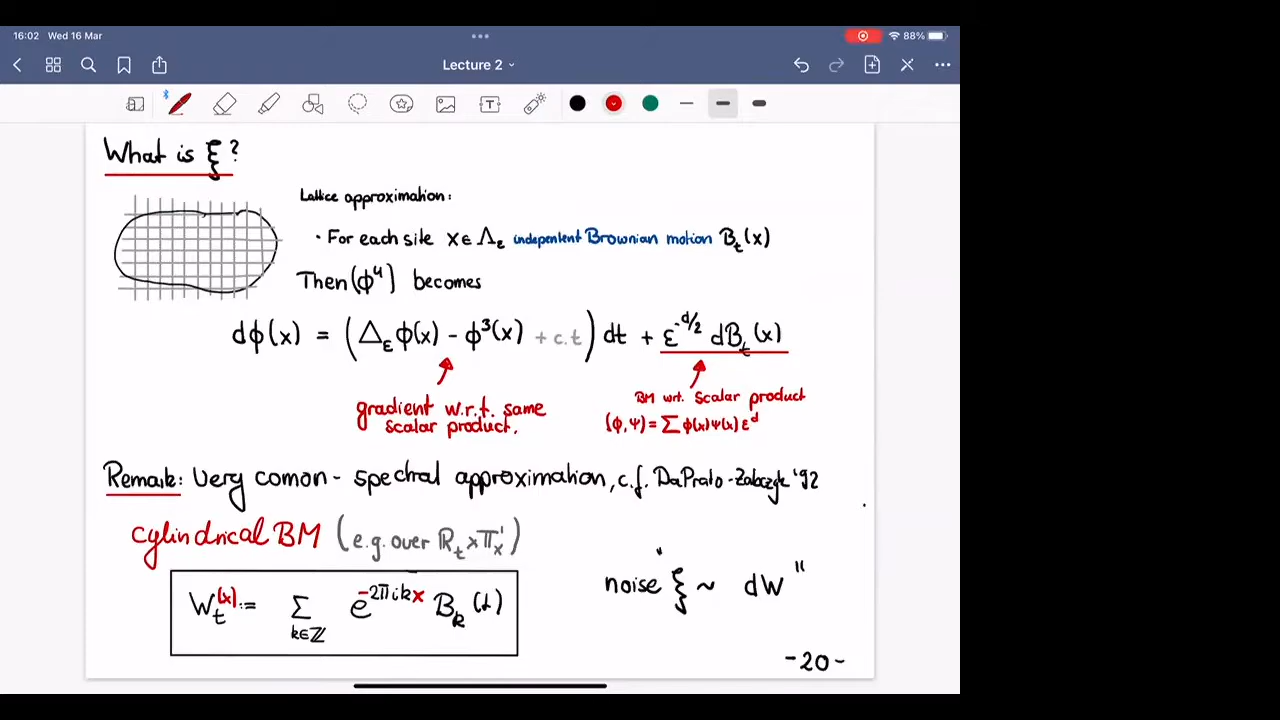 16:02 Wed 16 Mar
88%
Lecture 2
What is ξ?
Lattice approximation:
· For each site x ∈ Λ_ε independent Brownian motion B_t(x)
Then (ϕ⁴) becomes
dϕ(x) = (Δ_ε ϕ(x) - ϕ³(x) + c.t) dt + ε^{-d/2} dB_t(x)
gradient w.r.t. same
scalar product.
BM wrt. scalar product
(ϕ,ψ) = Σ ϕ(x)ψ(x) ε^d
Remark: Very comon - spectral approximation, c.f. DaPrato-Zabczyk '92
cylindrical BM (e.g. over ℝ_t × 𝕋¹_x)
W_t(x) := Σ_{k∈ℤ} e^{-2πikx} B_k(t)
noise "ξ ~ dW"
-20-